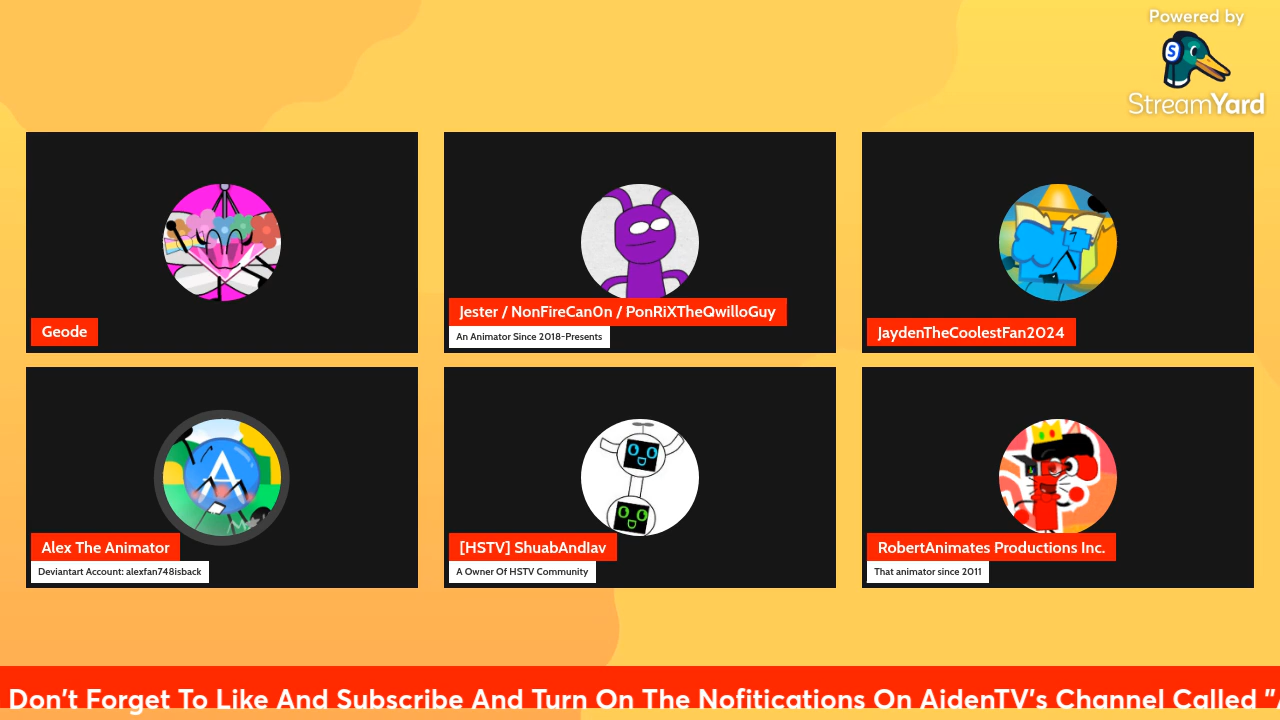 Powered by
StreamYard
Geode
Jester / NonFireCan0n / PonRiXTheQwilloGuy
An Animator Since 2018-Presents
JaydenTheCoolestFan2024
Alex The Animator
Deviantart Account: alexfan748isback
[HSTV] ShuabAndIav
A Owner Of HSTV Community
RobertAnimates Productions Inc.
That animator since 2011
Don't Forget To Like And Subscribe And Turn On The Nofitications On AidenTV's Channel Called "